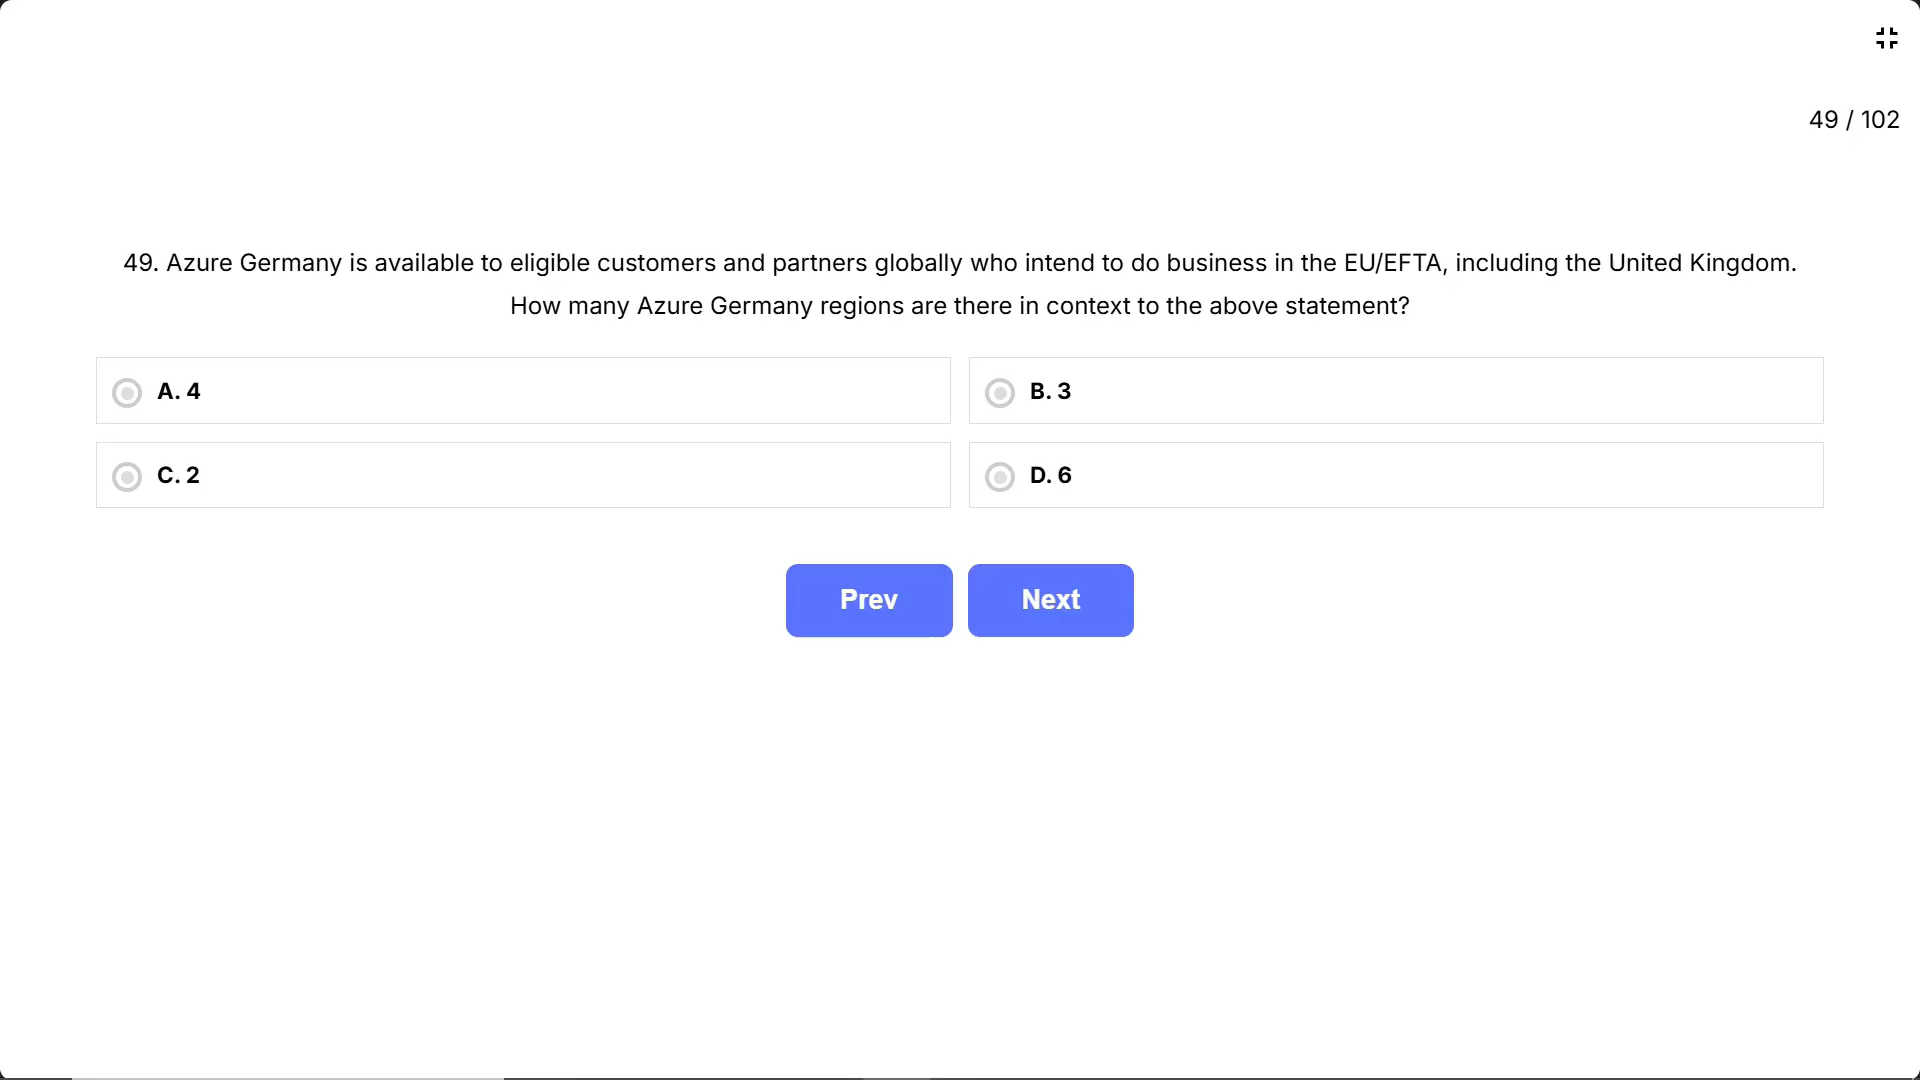 49 / 102
49. Azure Germany is available to eligible customers and partners globally who intend to do business in the EU/EFTA, including the United Kingdom.
How many Azure Germany regions are there in context to the above statement?
A. 4
B. 3
C. 2
D. 6
Prev
Next